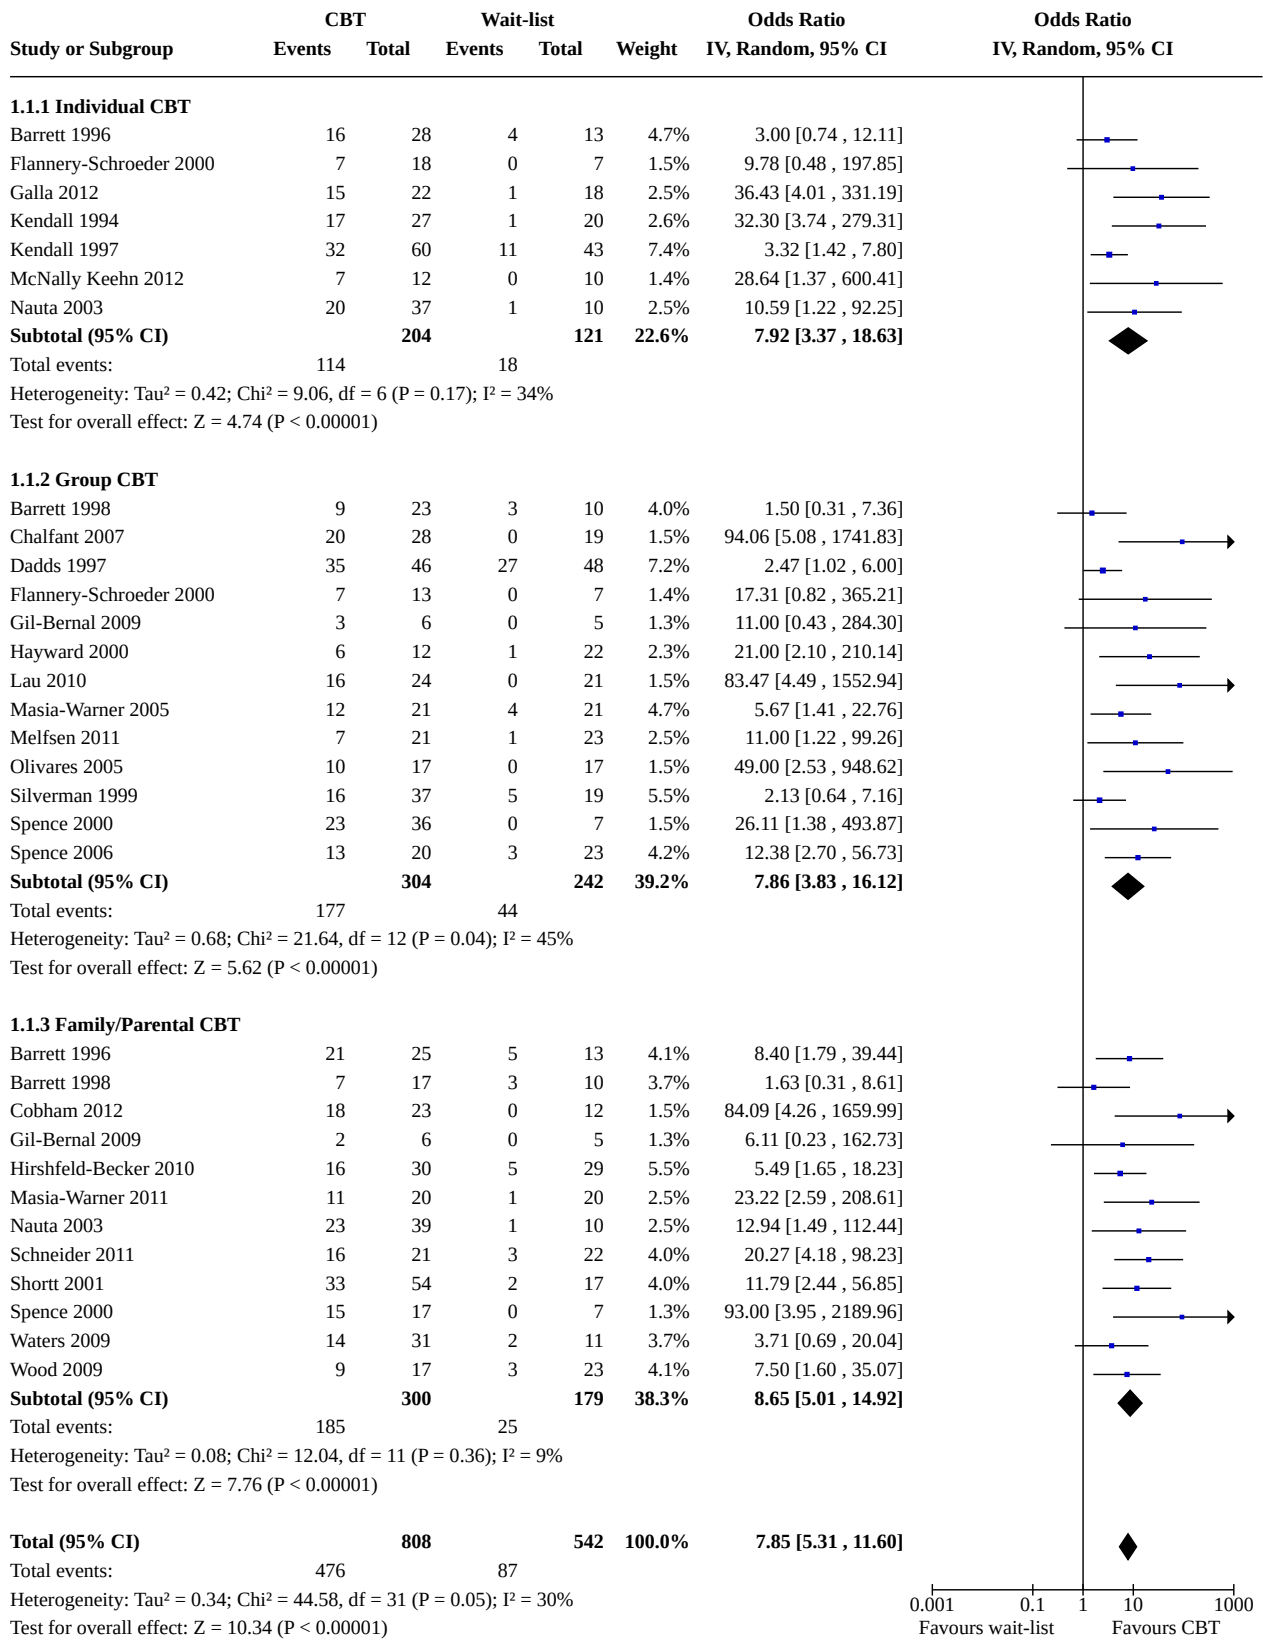 CBT Wait-list Odds Ratio Odds Ratio
Study or Subgroup Events Total Events Total Weight IV, Random, 95% CI IV, Random, 95% CI
1.1.1 Individual CBT
Barrett 1996 16 28 4 13 4.7% 3.00 [0.74 , 12.11]
Flannery-Schroeder 2000 7 18 0 7 1.5% 9.78 [0.48 , 197.85]
Galla 2012 15 22 1 18 2.5% 36.43 [4.01 , 331.19]
Kendall 1994 17 27 1 20 2.6% 32.30 [3.74 , 279.31]
Kendall 1997 32 60 11 43 7.4% 3.32 [1.42 , 7.80]
McNally Keehn 2012 7 12 0 10 1.4% 28.64 [1.37 , 600.41]
Nauta 2003 20 37 1 10 2.5% 10.59 [1.22 , 92.25]
Subtotal (95% CI) 204 121 22.6% 7.92 [3.37 , 18.63]
Total events: 114 18
Heterogeneity: Tau² = 0.42; Chi² = 9.06, df = 6 (P = 0.17); I² = 34%
Test for overall effect: Z = 4.74 (P < 0.00001)
1.1.2 Group CBT
Barrett 1998 9 23 3 10 4.0% 1.50 [0.31 , 7.36]
Chalfant 2007 20 28 0 19 1.5% 94.06 [5.08 , 1741.83]
Dadds 1997 35 46 27 48 7.2% 2.47 [1.02 , 6.00]
Flannery-Schroeder 2000 7 13 0 7 1.4% 17.31 [0.82 , 365.21]
Gil-Bernal 2009 3 6 0 5 1.3% 11.00 [0.43 , 284.30]
Hayward 2000 6 12 1 22 2.3% 21.00 [2.10 , 210.14]
Lau 2010 16 24 0 21 1.5% 83.47 [4.49 , 1552.94]
Masia-Warner 2005 12 21 4 21 4.7% 5.67 [1.41 , 22.76]
Melfsen 2011 7 21 1 23 2.5% 11.00 [1.22 , 99.26]
Olivares 2005 10 17 0 17 1.5% 49.00 [2.53 , 948.62]
Silverman 1999 16 37 5 19 5.5% 2.13 [0.64 , 7.16]
Spence 2000 23 36 0 7 1.5% 26.11 [1.38 , 493.87]
Spence 2006 13 20 3 23 4.2% 12.38 [2.70 , 56.73]
Subtotal (95% CI) 304 242 39.2% 7.86 [3.83 , 16.12]
Total events: 177 44
Heterogeneity: Tau² = 0.68; Chi² = 21.64, df = 12 (P = 0.04); I² = 45%
Test for overall effect: Z = 5.62 (P < 0.00001)
1.1.3 Family/Parental CBT
Barrett 1996 21 25 5 13 4.1% 8.40 [1.79 , 39.44]
Barrett 1998 7 17 3 10 3.7% 1.63 [0.31 , 8.61]
Cobham 2012 18 23 0 12 1.5% 84.09 [4.26 , 1659.99]
Gil-Bernal 2009 2 6 0 5 1.3% 6.11 [0.23 , 162.73]
Hirshfeld-Becker 2010 16 30 5 29 5.5% 5.49 [1.65 , 18.23]
Masia-Warner 2011 11 20 1 20 2.5% 23.22 [2.59 , 208.61]
Nauta 2003 23 39 1 10 2.5% 12.94 [1.49 , 112.44]
Schneider 2011 16 21 3 22 4.0% 20.27 [4.18 , 98.23]
Shortt 2001 33 54 2 17 4.0% 11.79 [2.44 , 56.85]
Spence 2000 15 17 0 7 1.3% 93.00 [3.95 , 2189.96]
Waters 2009 14 31 2 11 3.7% 3.71 [0.69 , 20.04]
Wood 2009 9 17 3 23 4.1% 7.50 [1.60 , 35.07]
Subtotal (95% CI) 300 179 38.3% 8.65 [5.01 , 14.92]
Total events: 185 25
Heterogeneity: Tau² = 0.08; Chi² = 12.04, df = 11 (P = 0.36); I² = 9%
Test for overall effect: Z = 7.76 (P < 0.00001)
Total (95% CI) 808 542 100.0% 7.85 [5.31 , 11.60]
Total events: 476 87
Heterogeneity: Tau² = 0.34; Chi² = 44.58, df = 31 (P = 0.05); I² = 30%
0.001 0.1 1 10 1000
Test for overall effect: Z = 10.34 (P < 0.00001) Favours wait-list Favours CBT